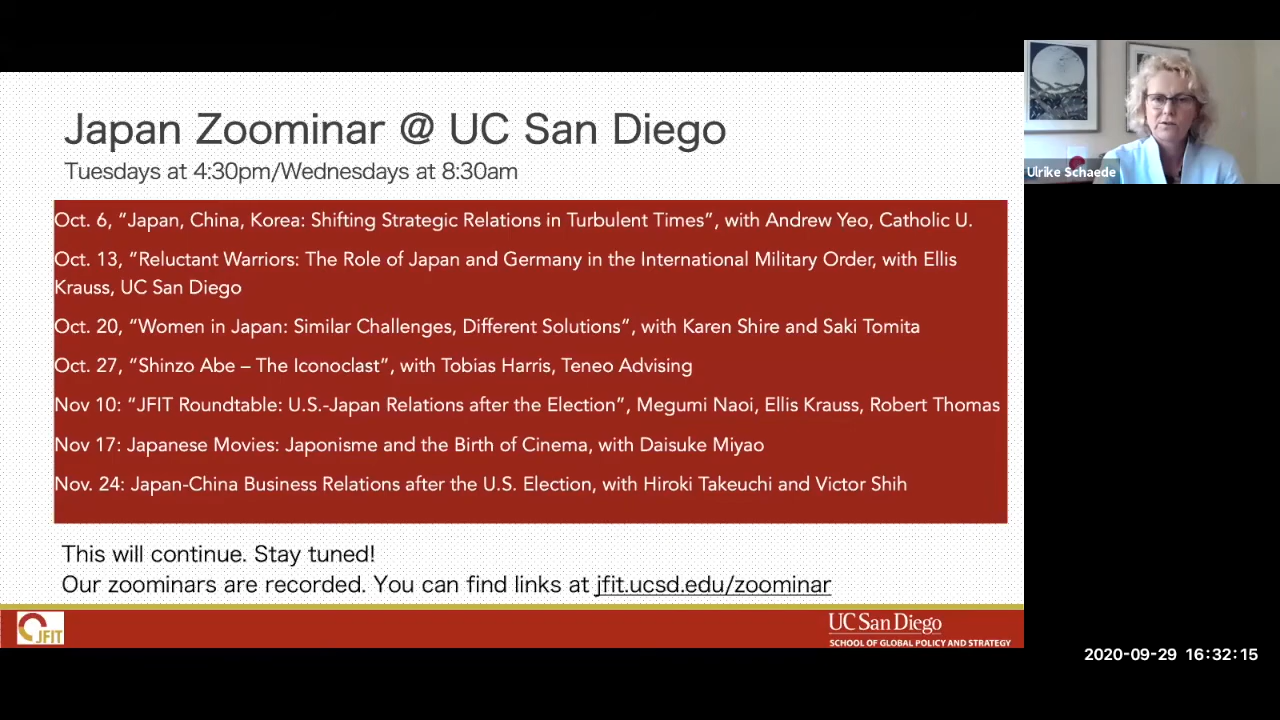 Japan Zoominar @ UC San Diego
Tuesdays at 4:30pm/Wednesdays at 8:30am
Oct. 6, “Japan, China, Korea: Shifting Strategic Relations in Turbulent Times”, with Andrew Yeo, Catholic U.
Oct. 13, “Reluctant Warriors: The Role of Japan and Germany in the International Military Order, with Ellis
Krauss, UC San Diego
Oct. 20, “Women in Japan: Similar Challenges, Different Solutions”, with Karen Shire and Saki Tomita
Oct. 27, “Shinzo Abe – The Iconoclast”, with Tobias Harris, Teneo Advising
Nov 10: “JFIT Roundtable: U.S.-Japan Relations after the Election”, Megumi Naoi, Ellis Krauss, Robert Thomas
Nov 17: Japanese Movies: Japonisme and the Birth of Cinema, with Daisuke Miyao
Nov. 24: Japan-China Business Relations after the U.S. Election, with Hiroki Takeuchi and Victor Shih
This will continue. Stay tuned!
Our zoominars are recorded. You can find links at jfit.ucsd.edu/zoominar
JFIT
UC San Diego
SCHOOL OF GLOBAL POLICY AND STRATEGY
Ulrike Schaede
2020-09-29 16:32:15